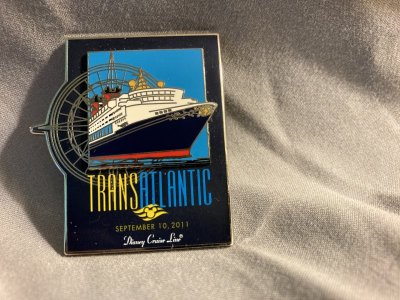 TRANSATLANTIC
SEPTEMBER 10, 2011
Disney Cruise Line®